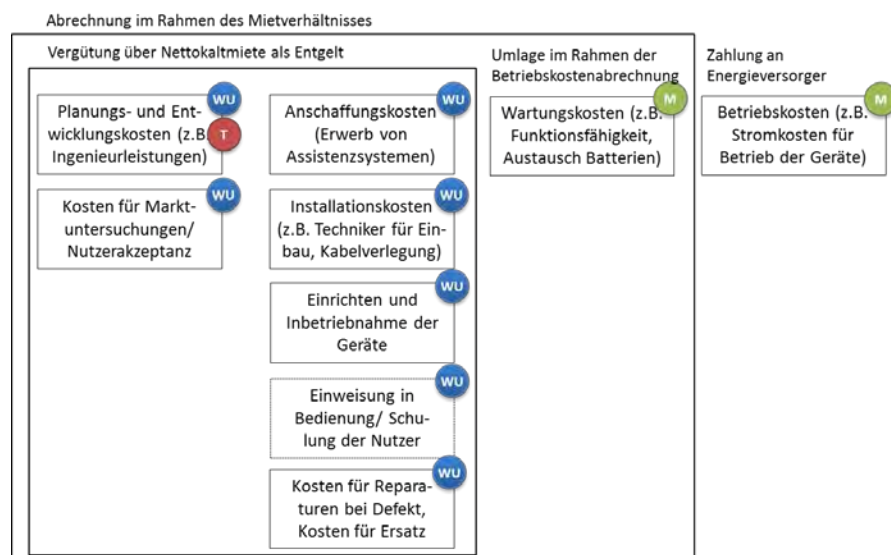 Abrechnung im Rahmen des Mietverhältnisses
Vergütung über Nettokaltmiete als Entgelt
WU
Planungs- und Ent-
wicklungskosten (z.B.
Ingenieurleistungen)
T
WU
Kosten für Markt-
untersuchungen/
Nutzerakzeptanz
WU
Anschaffungskosten
(Erwerb von
Assistenzsystemen)
WU
Installationskosten
(z.B. Techniker für Ein-
bau, Kabelverlegung)
WU
Einrichten und
Inbetriebnahme der
Geräte
WU
Einweisung in
Bedienung/ Schu-
lung der Nutzer
WU
Kosten für Repara-
turen bei Defekt,
Kosten für Ersatz
Umlage im Rahmen der
Betriebskostenabrechnung
M
Wartungskosten (z.B.
Funktionsfähigkeit,
Austausch Batterien)
Zahlung an
Energieversorger
M
Betriebskosten (z.B.
Stromkosten für
Betrieb der Geräte)